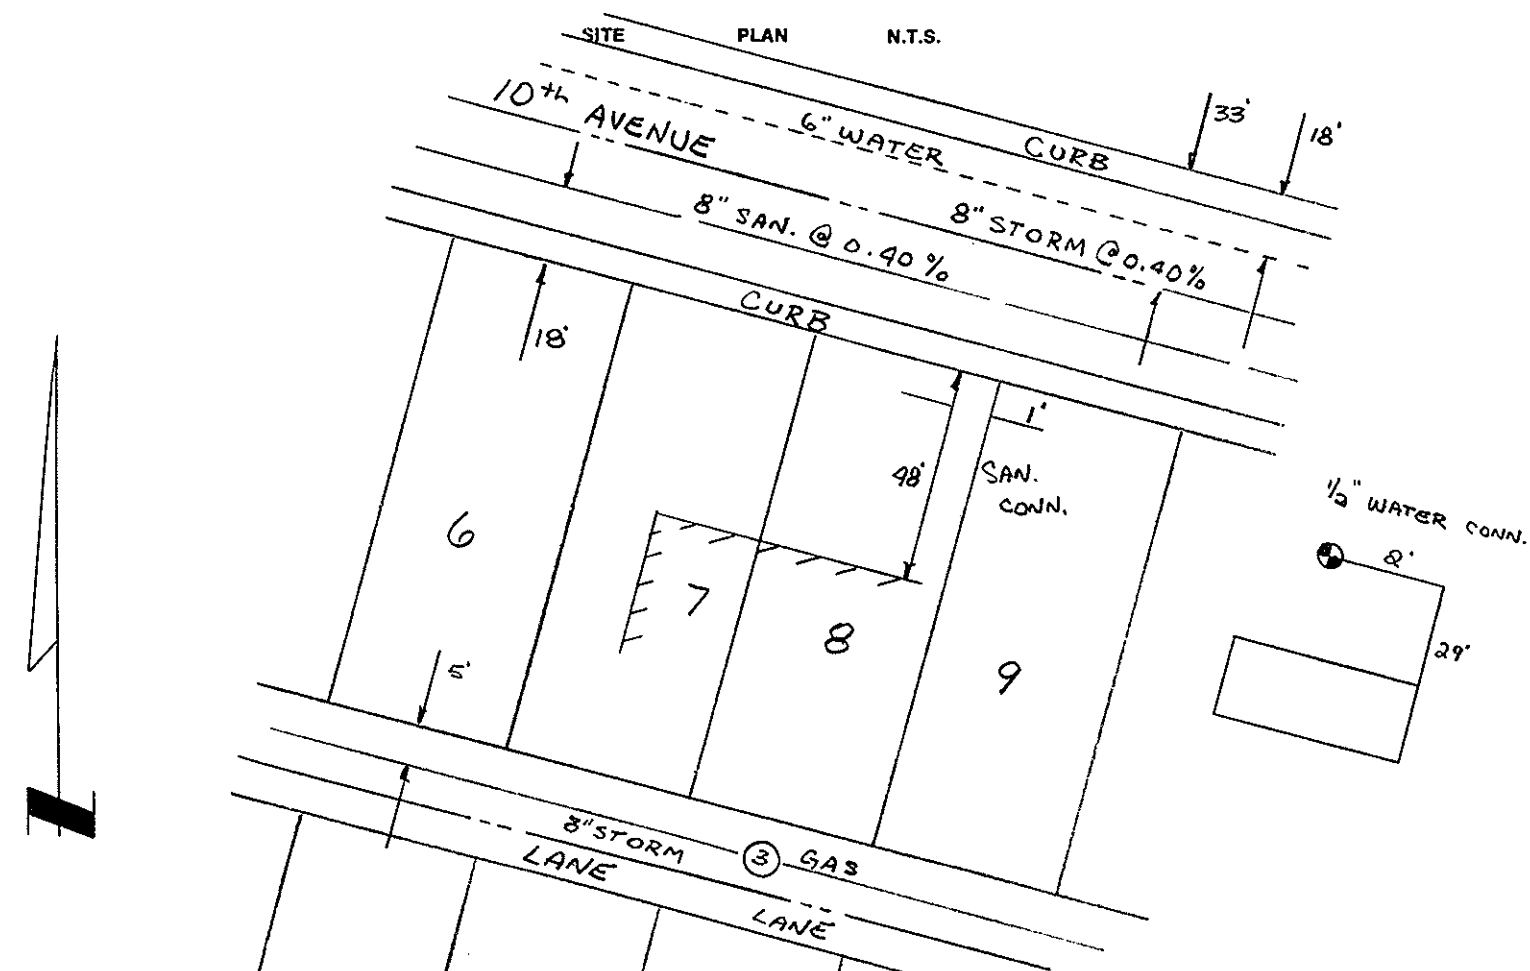 SITE PLAN N.T.S.
10th AVENUE
6" WATER
CURB
33'
18'
8" SAN. @ 0.40%
8" STORM @ 0.40%
CURB
18'
1'
48'
SAN.
CONN.
1/2" WATER CONN.
2'
29'
6
7
8
9
5'
8" STORM
3
GAS
LANE
LANE